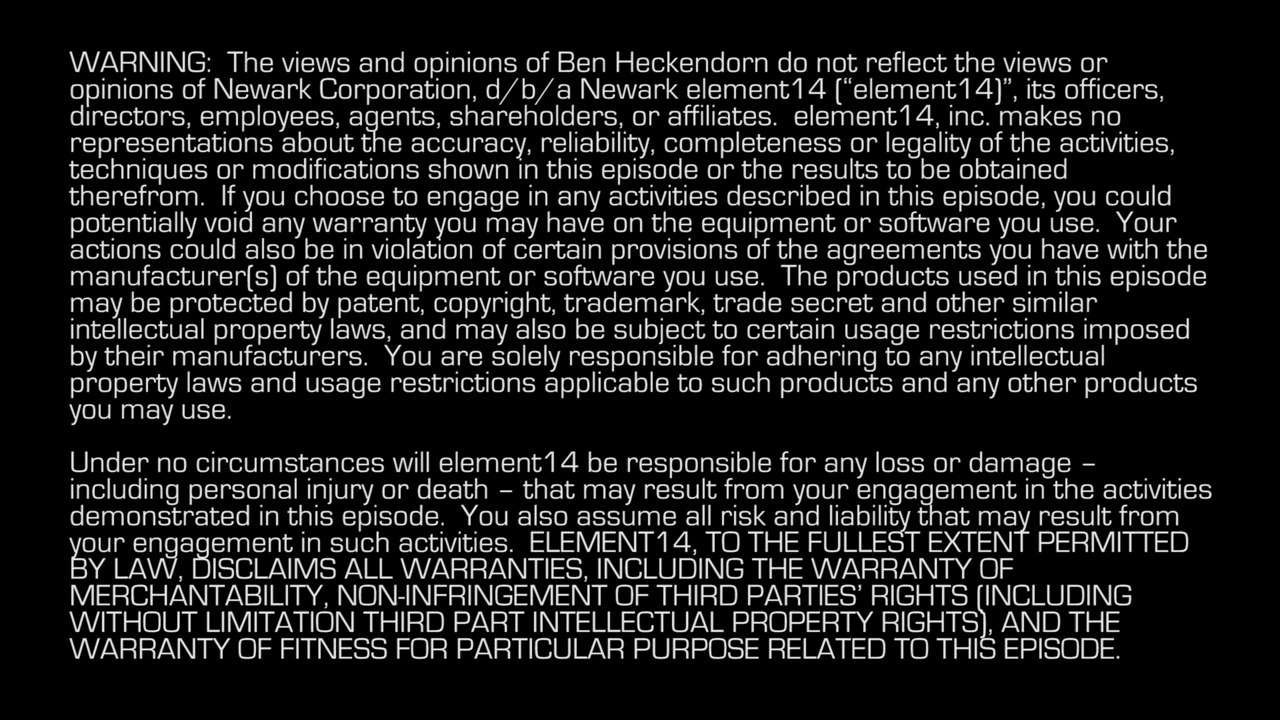 WARNING:  The views and opinions of Ben Heckendorn do not reflect the views or
opinions of Newark Corporation, d/b/a Newark element14 (“element14)”, its officers,
directors, employees, agents, shareholders, or affiliates.  element14, inc. makes no
representations about the accuracy, reliability, completeness or legality of the activities,
techniques or modifications shown in this episode or the results to be obtained
therefrom.  If you choose to engage in any activities described in this episode, you could
potentially void any warranty you may have on the equipment or software you use.  Your
actions could also be in violation of certain provisions of the agreements you have with the
manufacturer(s) of the equipment or software you use.  The products used in this episode
may be protected by patent, copyright, trademark, trade secret and other similar
intellectual property laws, and may also be subject to certain usage restrictions imposed
by their manufacturers.  You are solely responsible for adhering to any intellectual
property laws and usage restrictions applicable to such products and any other products
you may use.
Under no circumstances will element14 be responsible for any loss or damage –
including personal injury or death – that may result from your engagement in the activities
demonstrated in this episode.  You also assume all risk and liability that may result from
your engagement in such activities.  ELEMENT14, TO THE FULLEST EXTENT PERMITTED
BY LAW, DISCLAIMS ALL WARRANTIES, INCLUDING THE WARRANTY OF
MERCHANTABILITY, NON-INFRINGEMENT OF THIRD PARTIES’ RIGHTS (INCLUDING
WITHOUT LIMITATION THIRD PART INTELLECTUAL PROPERTY RIGHTS), AND THE
WARRANTY OF FITNESS FOR PARTICULAR PURPOSE RELATED TO THIS EPISODE.